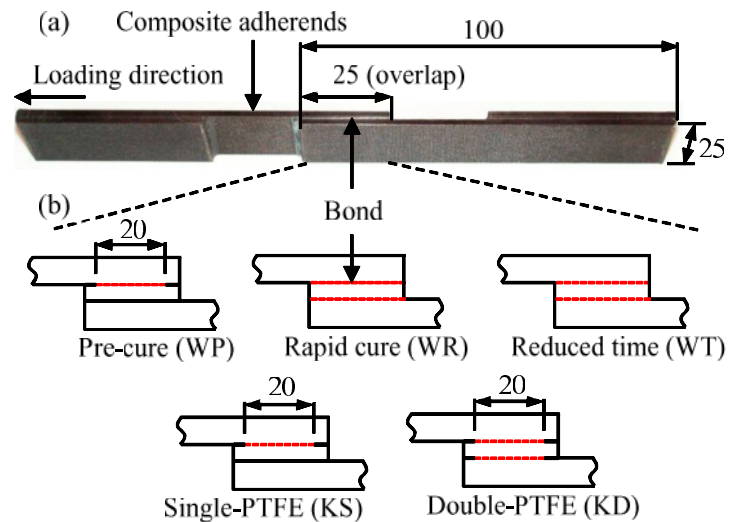 (a)
Composite adherends
100
Loading direction
25 (overlap)
25
(b)
Bond
20
Pre-cure (WP)
Rapid cure (WR)
Reduced time (WT)
20
20
Single-PTFE (KS)
Double-PTFE (KD)